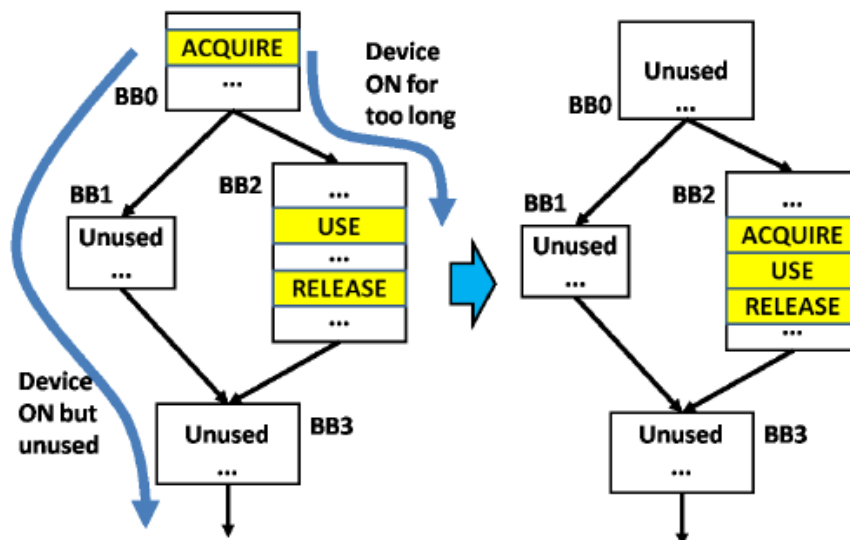 ACQUIRE
...
BB0
Device
ON for
too long
BB1
Unused
...
BB2
...
USE
...
RELEASE
...
Device
ON but
unused
Unused
...
BB3
Unused
...
BB0
BB1
Unused
...
BB2
...
ACQUIRE
USE
RELEASE
...
Unused
...
BB3